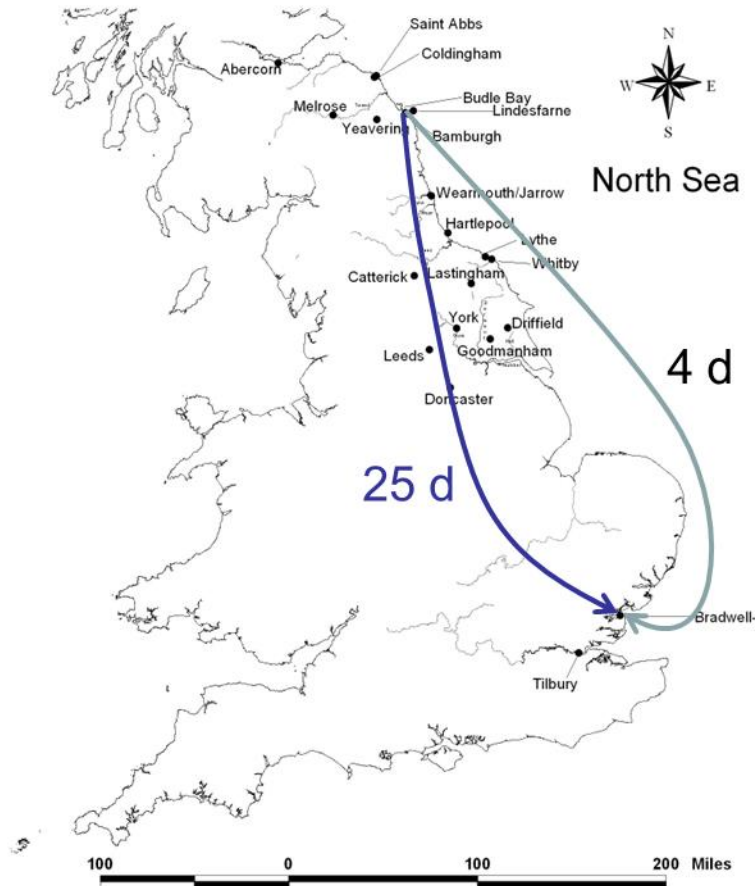 Saint Abbs
N
Coldingham
Abercorn
W E
Budle Bay
Melrose
Lindesfarne
S
Yeavering
Bamburgh
North Sea
Wearmouth/Jarrow
Hartlepool
Lythe
Whitby
Catterick
Lastingham
York
Driffield
Leeds
Goodmanham
4 d
Doncaster
25 d
Bradwell-
Tilbury
100 0 100 200 Miles